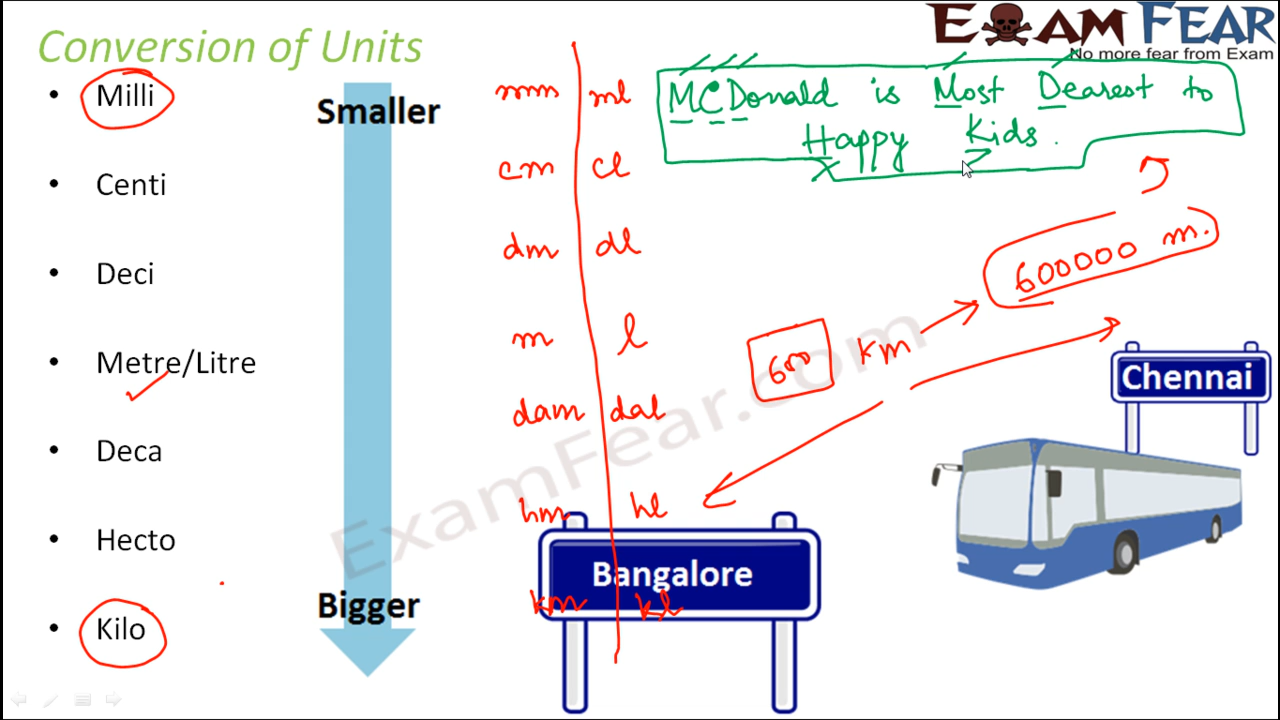 Conversion of Units
EXAM FEAR
No more fear from Exam
• Milli
• Centi
• Deci
• Metre/Litre
• Deca
• Hecto
• Kilo
Smaller
Bigger
mm ml
cm cl
dm dl
m l
dam dal
hm hl
km kl
MCDonald is Most Dearest to
Happy Kids.
600000 m.
600 km
Chennai
Bangalore
ExamFear.com